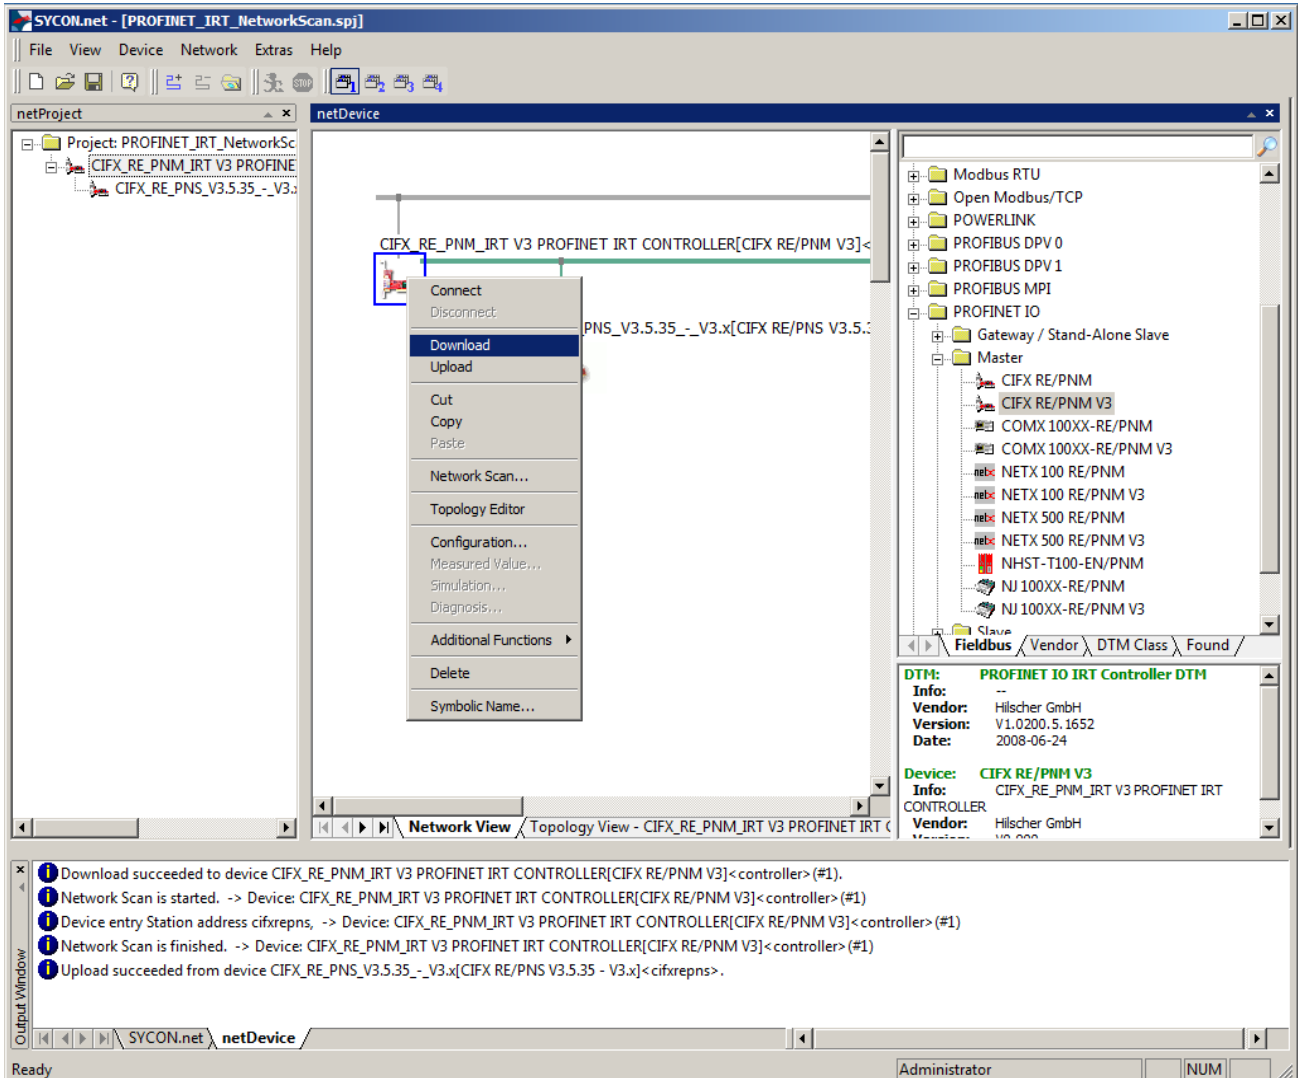 SYCON.net - [PROFINET_IRT_NetworkScan.spj]
File View Device Network Extras Help
netProject
Project: PROFINET_IRT_NetworkSc
CIFX_RE_PNM_IRT V3 PROFINE
CIFX_RE_PNS_V3.5.35_-_V3.
netDevice
CIFX_RE_PNM_IRT V3 PROFINET IRT CONTROLLER[CIFX RE/PNM V3]<
PNS_V3.5.35_-_V3.x[CIFX RE/PNS V3.5.3
Connect
Disconnect
Download
Upload
Cut
Copy
Paste
Network Scan...
Topology Editor
Configuration...
Measured Value...
Simulation...
Diagnosis...
Additional Functions
Delete
Symbolic Name...
Network View Topology View - CIFX_RE_PNM_IRT V3 PROFINET IRT
Modbus RTU
Open Modbus/TCP
POWERLINK
PROFIBUS DPV 0
PROFIBUS DPV 1
PROFIBUS MPI
PROFINET IO
Gateway / Stand-Alone Slave
Master
CIFX RE/PNM
CIFX RE/PNM V3
COMX 100XX-RE/PNM
COMX 100XX-RE/PNM V3
NETX 100 RE/PNM
NETX 100 RE/PNM V3
NETX 500 RE/PNM
NETX 500 RE/PNM V3
NHST-T100-EN/PNM
NJ 100XX-RE/PNM
NJ 100XX-RE/PNM V3
Slave
Fieldbus Vendor DTM Class Found
DTM: PROFINET IO IRT Controller DTM
Info: --
Vendor: Hilscher GmbH
Version: V1.0200.5.1652
Date: 2008-06-24
Device: CIFX RE/PNM V3
Info: CIFX_RE_PNM_IRT V3 PROFINET IRT
CONTROLLER
Vendor: Hilscher GmbH
Output Window
Download succeeded to device CIFX_RE_PNM_IRT V3 PROFINET IRT CONTROLLER[CIFX RE/PNM V3]<controller>(#1).
Network Scan is started. -> Device: CIFX_RE_PNM_IRT V3 PROFINET IRT CONTROLLER[CIFX RE/PNM V3]<controller>(#1)
Device entry Station address cifxrepns, -> Device: CIFX_RE_PNM_IRT V3 PROFINET IRT CONTROLLER[CIFX RE/PNM V3]<controller>(#1)
Network Scan is finished. -> Device: CIFX_RE_PNM_IRT V3 PROFINET IRT CONTROLLER[CIFX RE/PNM V3]<controller>(#1)
Upload succeeded from device CIFX_RE_PNS_V3.5.35_-_V3.x[CIFX RE/PNS V3.5.35 - V3.x]<cifxrepns>.
SYCON.net netDevice
Ready
Administrator
NUM